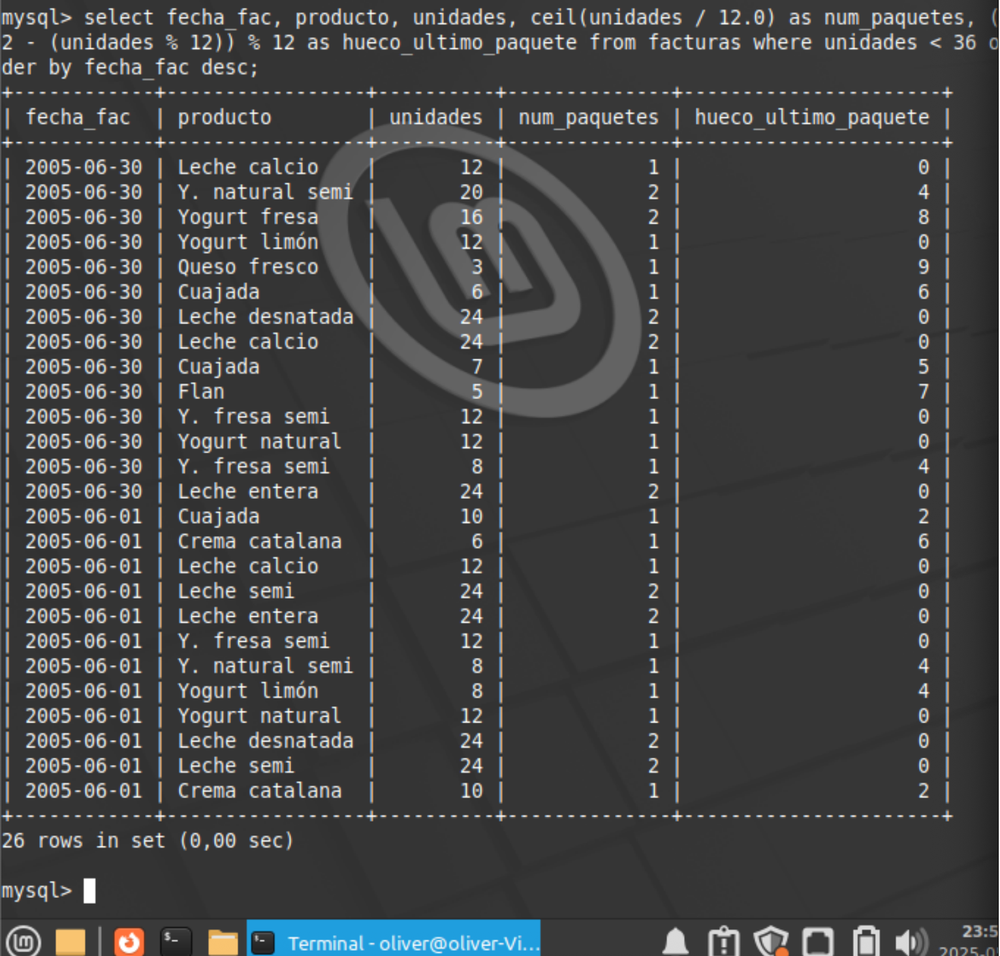 mysql> select fecha_fac, producto, unidades, ceil(unidades / 12.0) as num_paquetes, (
2 - (unidades % 12)) % 12 as hueco_ultimo_paquete from facturas where unidades < 36 o
der by fecha_fac desc;
+------------+-----------------+----------+--------------+----------------------+
| fecha_fac  | producto        | unidades | num_paquetes | hueco_ultimo_paquete |
+------------+-----------------+----------+--------------+----------------------+
| 2005-06-30 | Leche calcio    |       12 |            1 |                    0 |
| 2005-06-30 | Y. natural semi |       20 |            2 |                    4 |
| 2005-06-30 | Yogurt fresa    |       16 |            2 |                    8 |
| 2005-06-30 | Yogurt limón    |       12 |            1 |                    0 |
| 2005-06-30 | Queso fresco    |        3 |            1 |                    9 |
| 2005-06-30 | Cuajada         |        6 |            1 |                    6 |
| 2005-06-30 | Leche desnatada |       24 |            2 |                    0 |
| 2005-06-30 | Leche calcio    |       24 |            2 |                    0 |
| 2005-06-30 | Cuajada         |        7 |            1 |                    5 |
| 2005-06-30 | Flan            |        5 |            1 |                    7 |
| 2005-06-30 | Y. fresa semi   |       12 |            1 |                    0 |
| 2005-06-30 | Yogurt natural  |       12 |            1 |                    0 |
| 2005-06-30 | Y. fresa semi   |        8 |            1 |                    4 |
| 2005-06-30 | Leche entera    |       24 |            2 |                    0 |
| 2005-06-01 | Cuajada         |       10 |            1 |                    2 |
| 2005-06-01 | Crema catalana  |        6 |            1 |                    6 |
| 2005-06-01 | Leche calcio    |       12 |            1 |                    0 |
| 2005-06-01 | Leche semi      |       24 |            2 |                    0 |
| 2005-06-01 | Leche entera    |       24 |            2 |                    0 |
| 2005-06-01 | Y. fresa semi   |       12 |            1 |                    0 |
| 2005-06-01 | Y. natural semi |        8 |            1 |                    4 |
| 2005-06-01 | Yogurt limón    |        8 |            1 |                    4 |
| 2005-06-01 | Yogurt natural  |       12 |            1 |                    0 |
| 2005-06-01 | Leche desnatada |       24 |            2 |                    0 |
| 2005-06-01 | Leche semi      |       24 |            2 |                    0 |
| 2005-06-01 | Crema catalana  |       10 |            1 |                    2 |
+------------+-----------------+----------+--------------+----------------------+
26 rows in set (0,00 sec)
mysql>
Terminal - oliver@oliver-Vi...
23:5